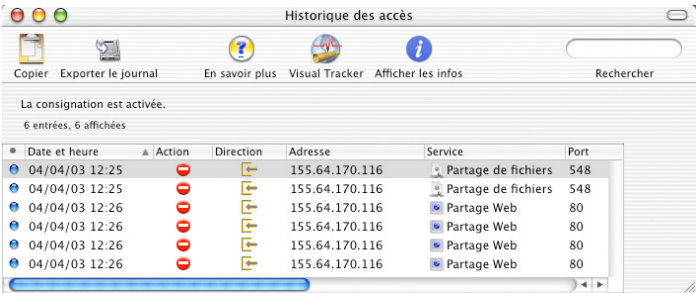 Historique des accès
Copier Exporter le journal En savoir plus Visual Tracker Afficher les infos Rechercher
La consignation est activée.
6 entrées, 6 affichées
Date et heure Action Direction Adresse Service Port
04/04/03 12:25 155.64.170.116 Partage de fichiers 548
04/04/03 12:25 155.64.170.116 Partage de fichiers 548
04/04/03 12:26 155.64.170.116 Partage Web 80
04/04/03 12:26 155.64.170.116 Partage Web 80
04/04/03 12:26 155.64.170.116 Partage Web 80
04/04/03 12:26 155.64.170.116 Partage Web 80